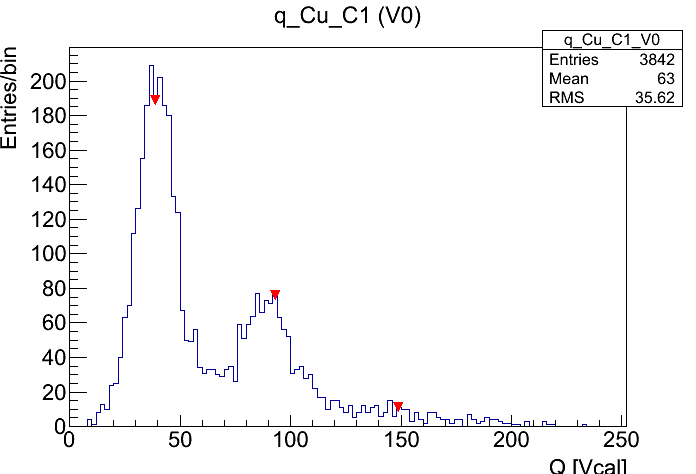 q_Cu_C1 (V0)
q_Cu_C1_V0
Entries 3842
Mean 63
RMS 35.62
Entries/bin
200
180
160
140
120
100
80
60
40
20
0
0 50 100 150 200 250
Q [Vcal]